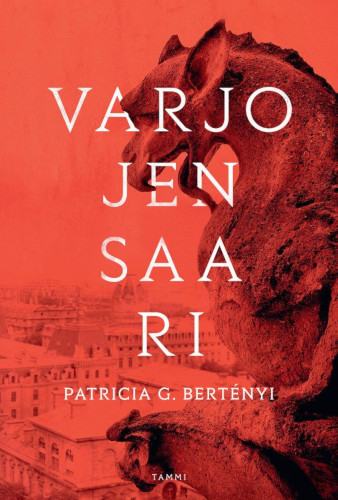 VARJO
JEN
SAA
RI
PATRICIA G. BERTÉNYI
TAMMI